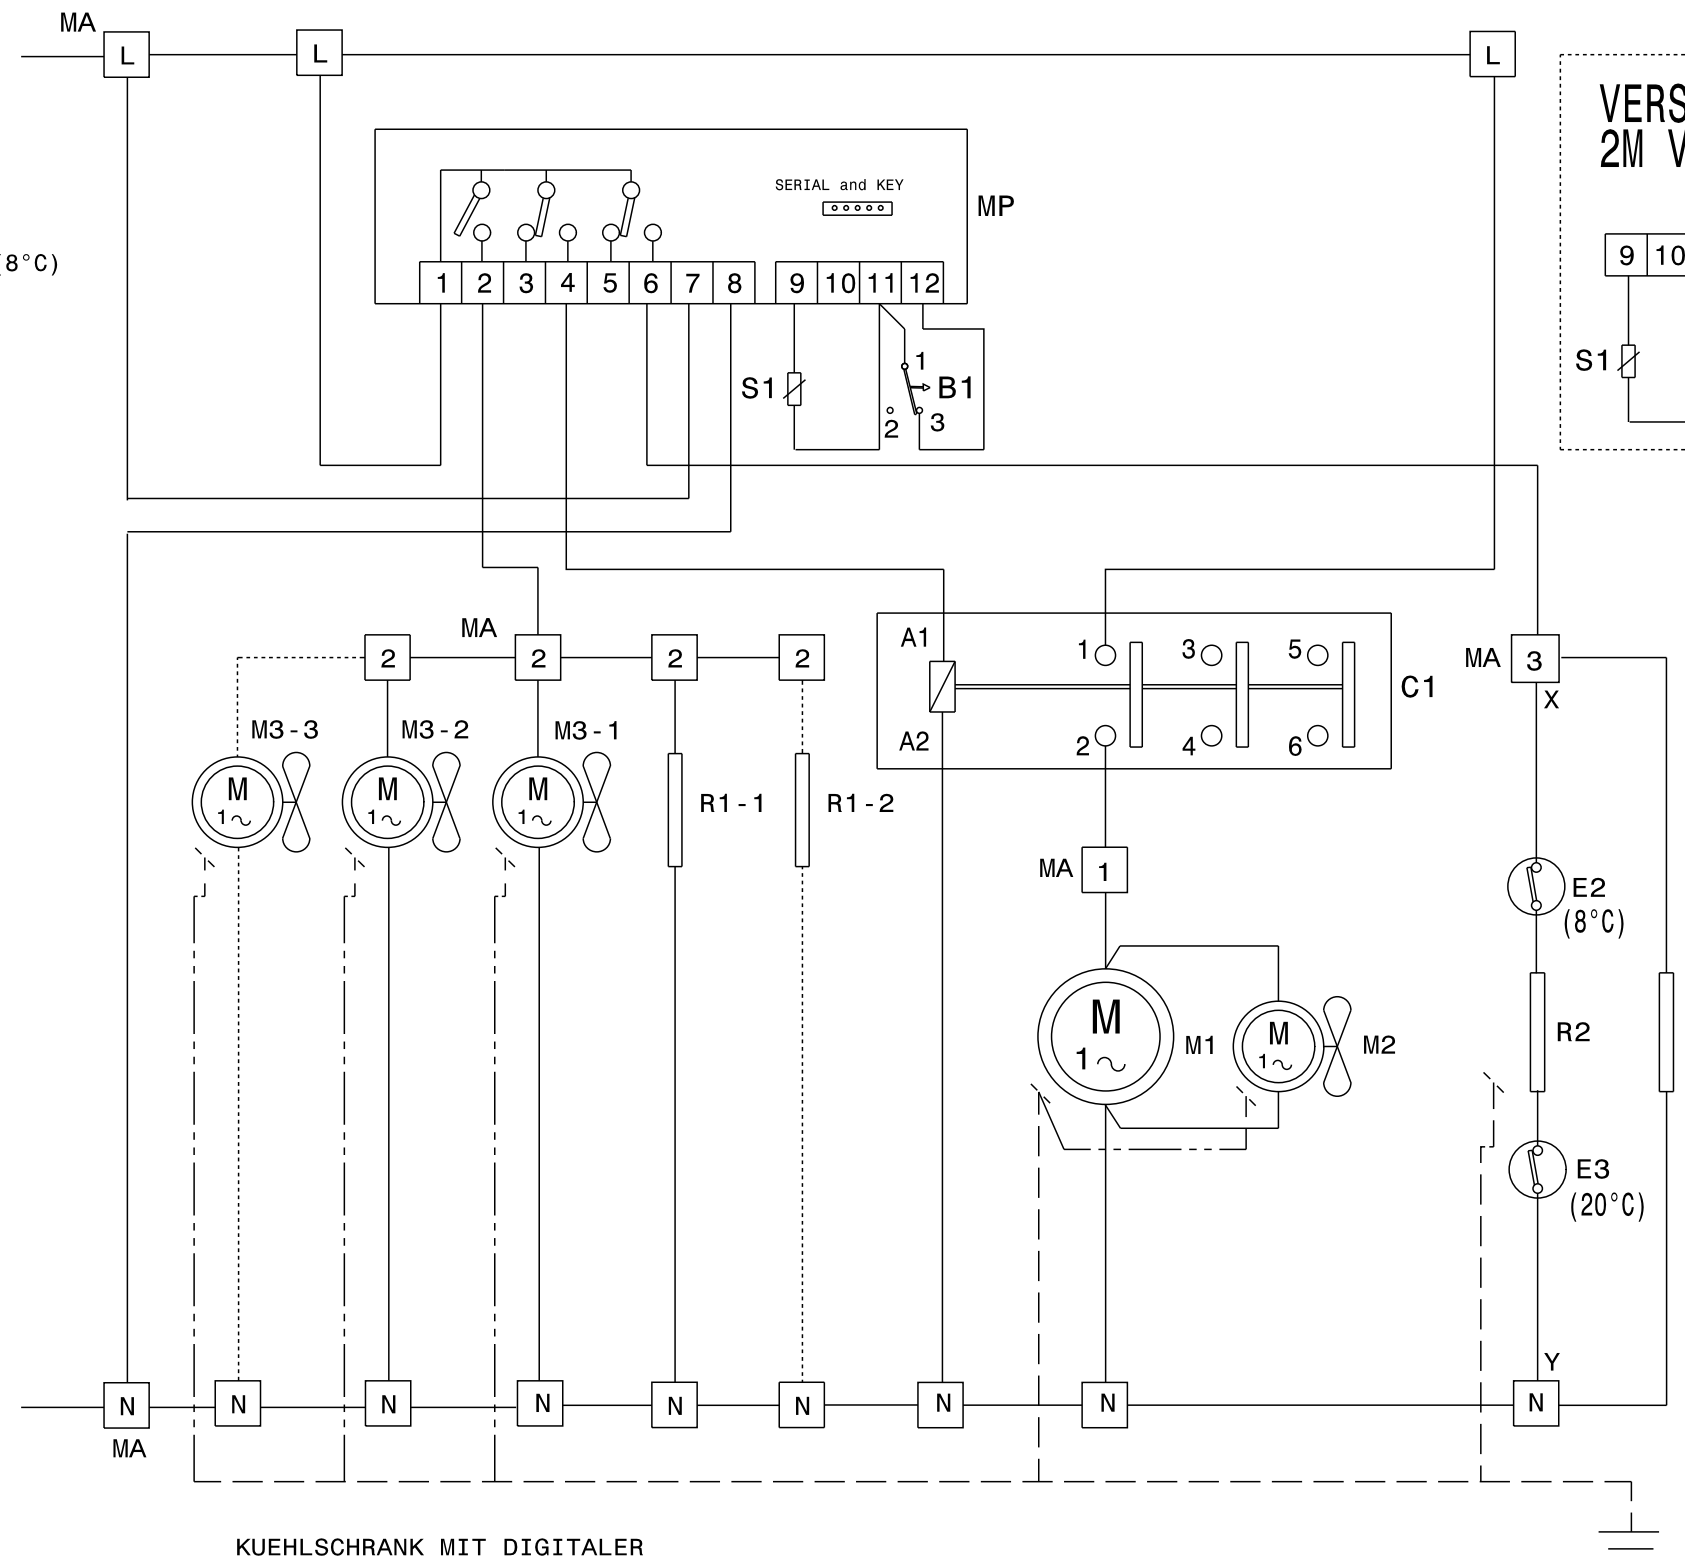 MA
L L L
VERS
2M V
SERIAL and KEY
MP
(8°C)
1 2 3 4 5 6 7 8 9 10 11 12
9 10
1
S1 B1
2 3
S1
MA
2 2 2 2
A1 1 3 5
C1
A2 2 4 6
MA 3
X
M3-3 M3-2 M3-1
M M M
1~ 1~ 1~
R1-1 R1-2
MA 1
E2
(8°C)
M
1~
M1
M
1~
M2
R2
E3
(20°C)
Y
N N N N N N N N N
MA
KUEHLSCHRANK MIT DIGITALER